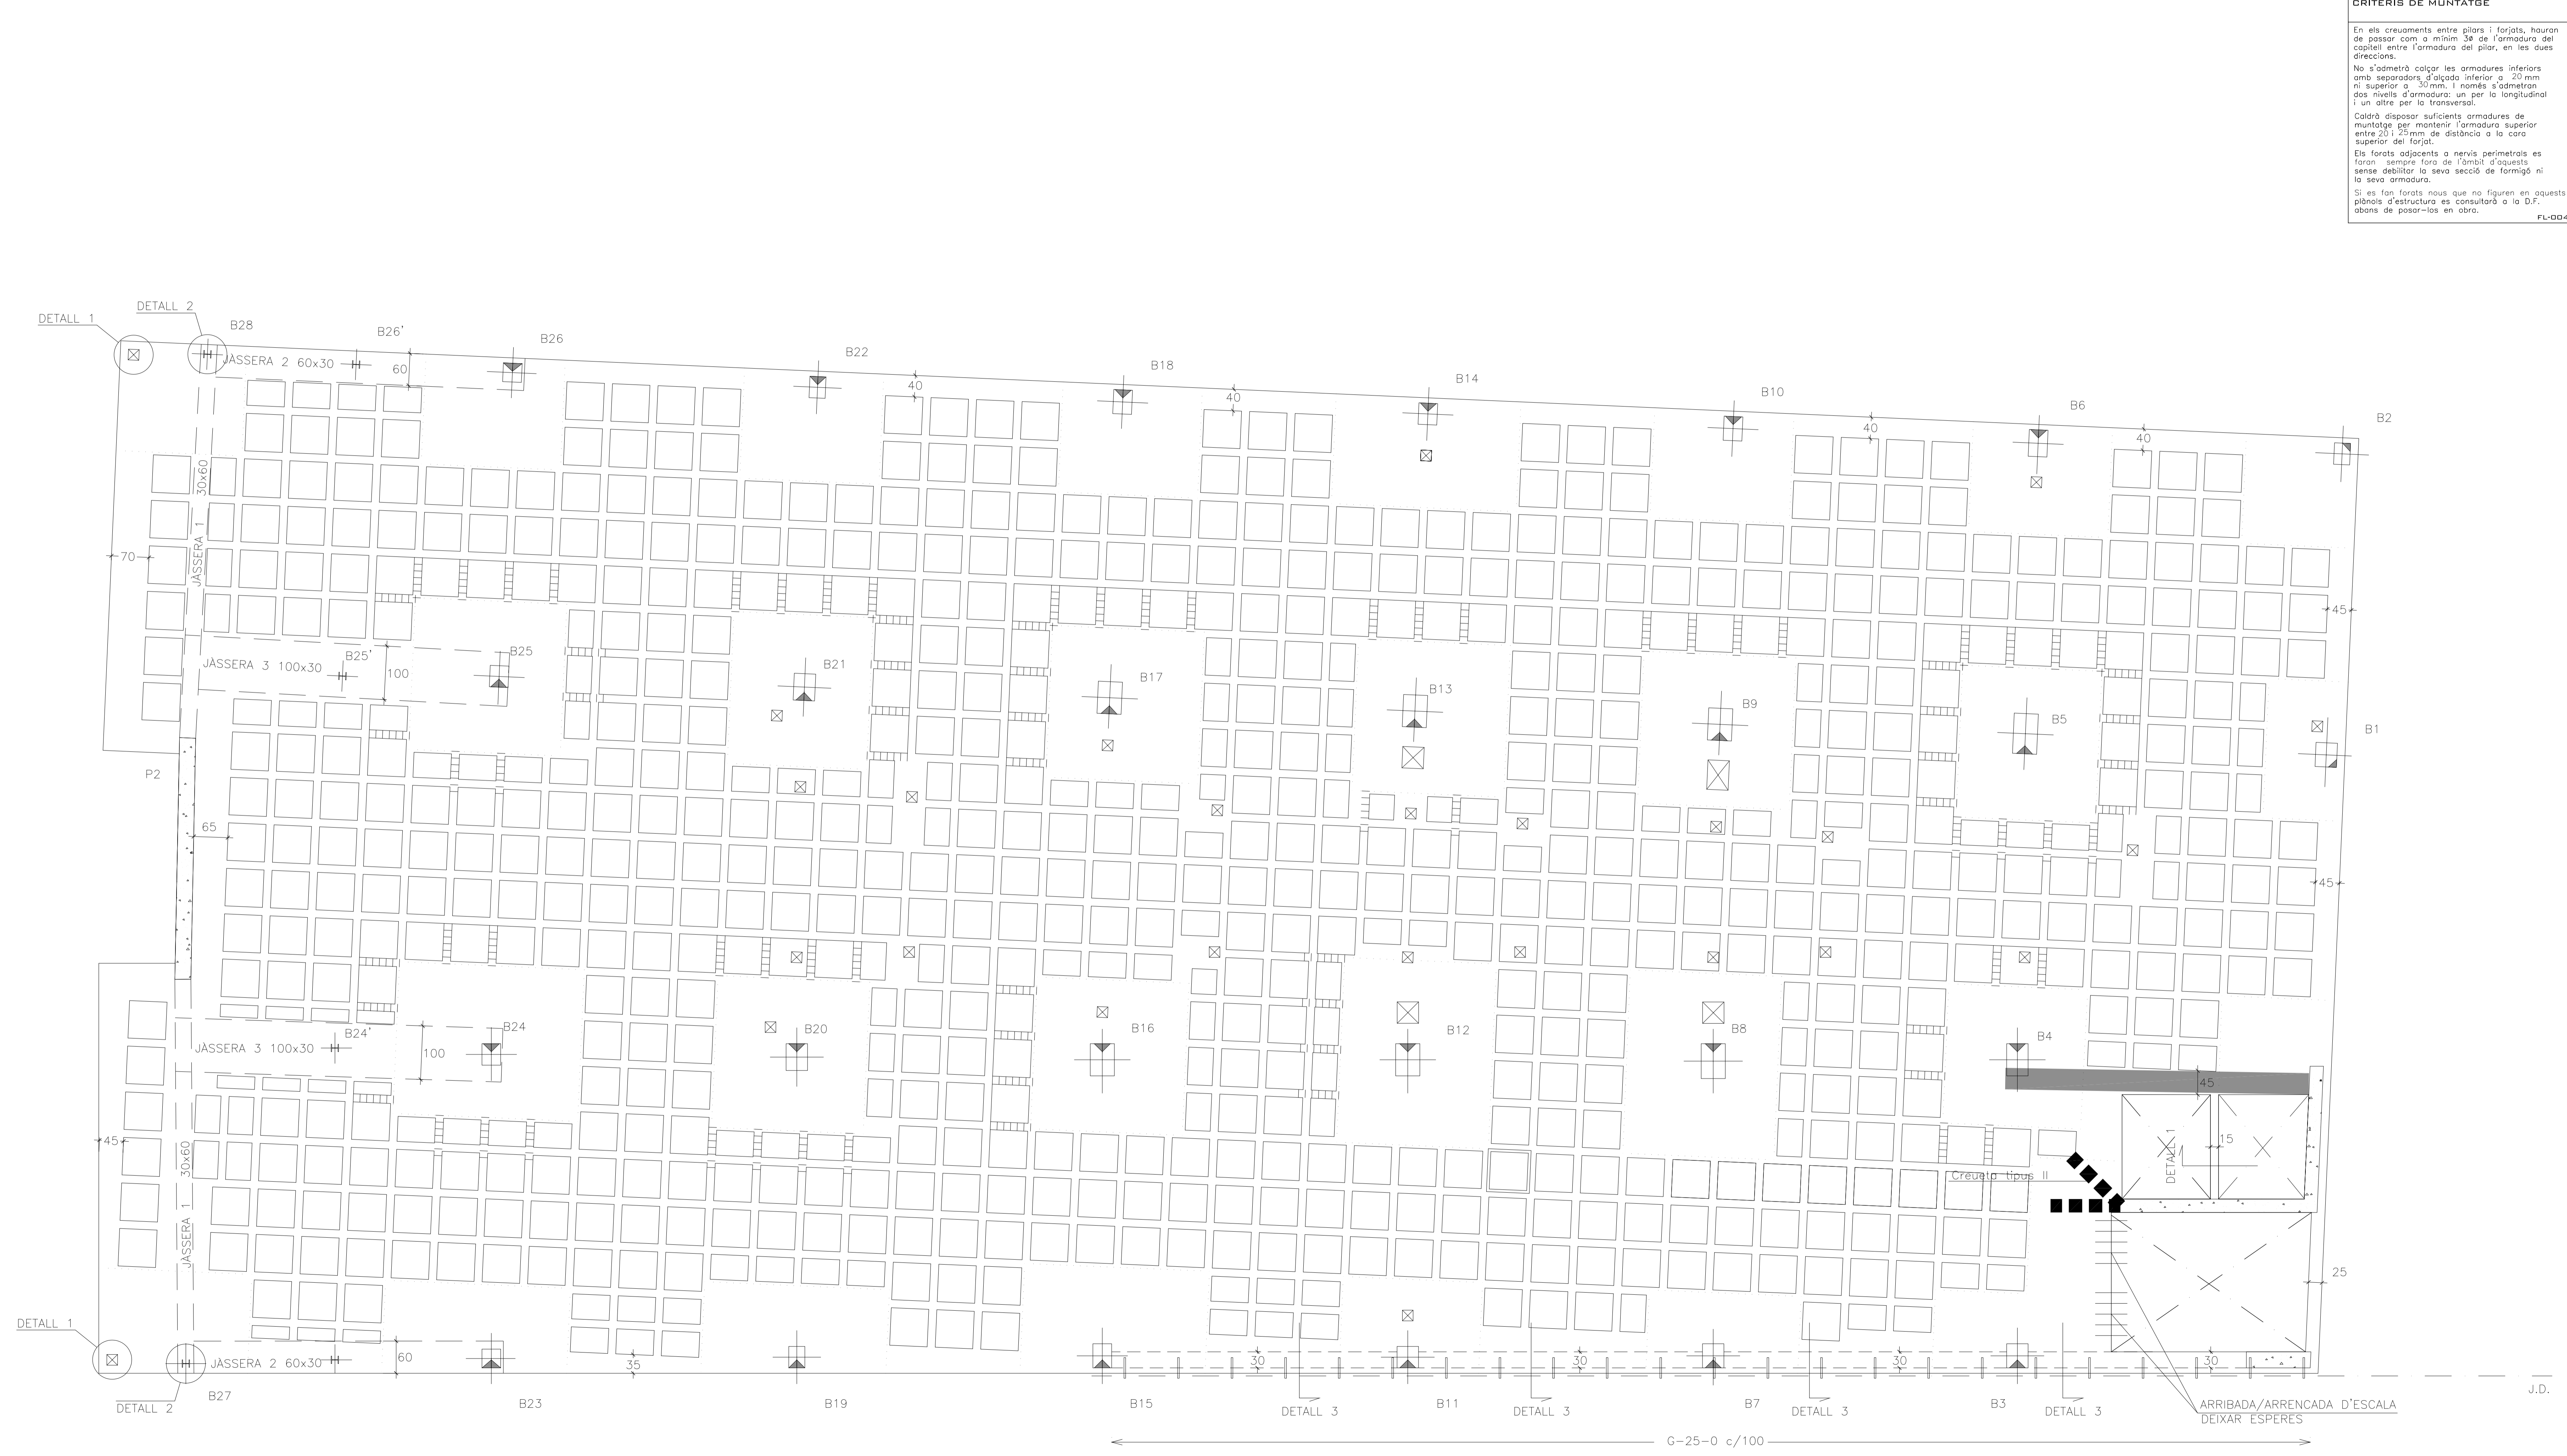 CRITERIS DE MUNTATGE
En els creuaments entre pilars i forjats, hauran
de passar com a mínim 3ø de l'armadura del
capitell entre l'armadura del pilar, en les dues
direccions.
No s'admetrà calçar les armadures inferiors
amb separadors d'alçada inferior a 20 mm
ni superior a 30 mm. I només s'admetran
dos nivells d'armadura: un per la longitudinal
i un altre per la transversal.
Caldrà disposar suficients armadures de
muntatge per mantenir l'armadura superior
entre 20 i 25 mm de distància a la cara
superior del forjat.
Els forats adjacents a nervis perimetrals es
faran sempre fora de l'àmbit d'aquests
sense debilitar la seva secció de formigó ni
la seva armadura.
Si es fan forats nous que no figuren en aquests
plànols d'estructura es consultarà a la D.F.
abans de posar-los en obra.
FL-004
DETALL 1
DETALL 2
B28
B26'
B26
B22
B18
B14
B10
B6
B2
JÀSSERA 2 60x30
60
40
40
40
40
JÀSSERA 1 30x60
70
45
JÀSSERA 3 100x30
B25'
100
B25
B21
B17
B13
B9
B5
B1
P2
65
45
JÀSSERA 3 100x30
B24'
100
B24
B20
B16
B12
B8
B4
45
45
JÀSSERA 1 30x60
DETALL 1
15
Creueta tipus II
25
DETALL 1
JÀSSERA 2 60x30
60
35
30
30
30
30
B27
DETALL 2
B23
B19
B15
DETALL 3
B11
DETALL 3
B7
DETALL 3
B3
DETALL 3
J.D.
ARRIBADA/ARRENCADA D'ESCALA
DEIXAR ESPERES
G-25-0 c/100